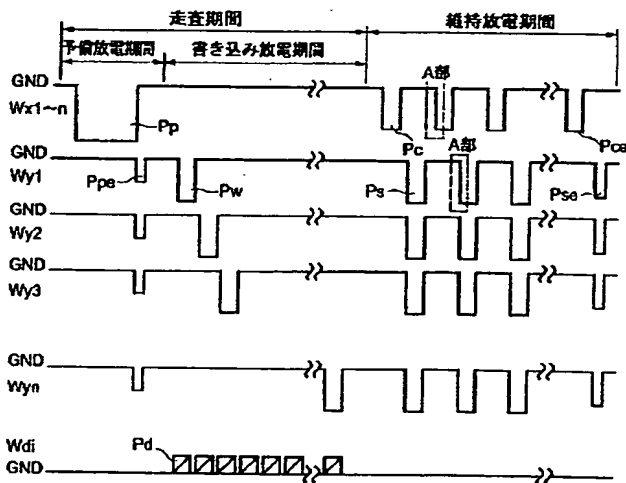 走査期間
維持放電期間
予備放電期間
書き込み放電期間
GND
Wx1~n
Pp
A部
Pc
Pce
GND
Wy1
Ppe
Pw
A部
Ps
Pse
GND
Wy2
GND
Wy3
GND
Wyn
Wdi
Pd
GND